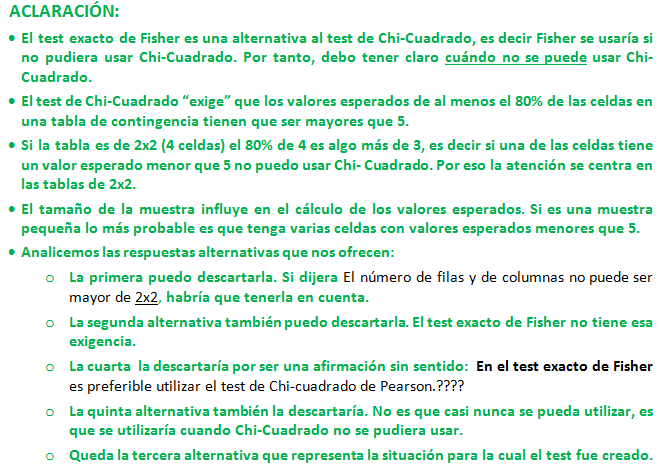 ACLARACIÓN:
• El test exacto de Fisher es una alternativa al test de Chi-Cuadrado, es decir Fisher se usaría si
no pudiera usar Chi-Cuadrado. Por tanto, debo tener claro cuándo no se puede usar Chi-
Cuadrado.
• El test de Chi-Cuadrado “exige” que los valores esperados de al menos el 80% de las celdas en
una tabla de contingencia tienen que ser mayores que 5.
• Si la tabla es de 2x2 (4 celdas) el 80% de 4 es algo más de 3, es decir si una de las celdas tiene
un valor esperado menor que 5 no puedo usar Chi- Cuadrado. Por eso la atención se centra en
las tablas de 2x2.
• El tamaño de la muestra influye en el cálculo de los valores esperados. Si es una muestra
pequeña lo más probable es que tenga varias celdas con valores esperados menores que 5.
• Analicemos las respuestas alternativas que nos ofrecen:
o La primera puedo descartarla. Si dijera El número de filas y de columnas no puede ser
mayor de 2x2, habría que tenerla en cuenta.
o La segunda alternativa también puedo descartarla. El test exacto de Fisher no tiene esa
exigencia.
o La cuarta la descartaría por ser una afirmación sin sentido: En el test exacto de Fisher
es preferible utilizar el test de Chi-cuadrado de Pearson.????
o La quinta alternativa también la descartaría. No es que casi nunca se pueda utilizar, es
que se utilizaría cuando Chi-Cuadrado no se pudiera usar.
o Queda la tercera alternativa que representa la situación para la cual el test fue creado.